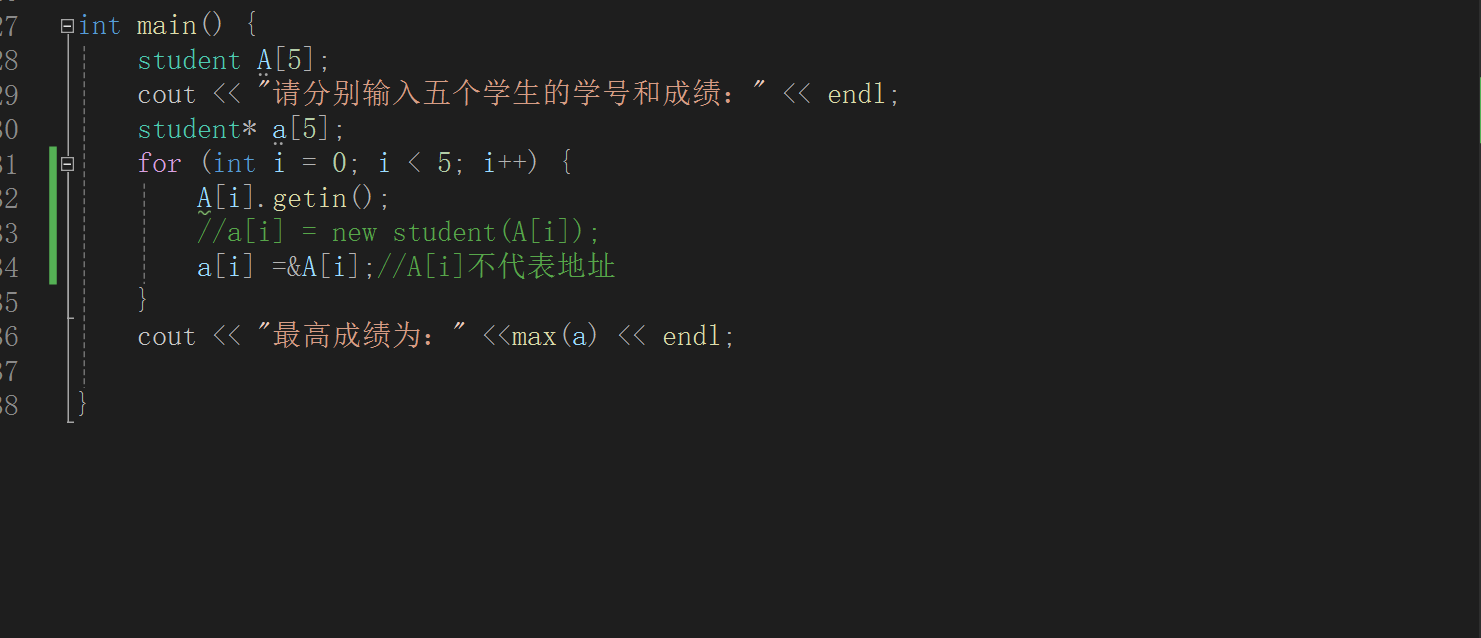 27 int main() {
28 student A[5];
29 cout << "请分别输入五个学生的学号和成绩：" << endl;
30 student* a[5];
31 for (int i = 0; i < 5; i++) {
32 A[i].getin();
33 //a[i] = new student(A[i]);
34 a[i] =&A[i];//A[i]不代表地址
35 }
36 cout << "最高成绩为：" <<max(a) << endl;
37
38 }